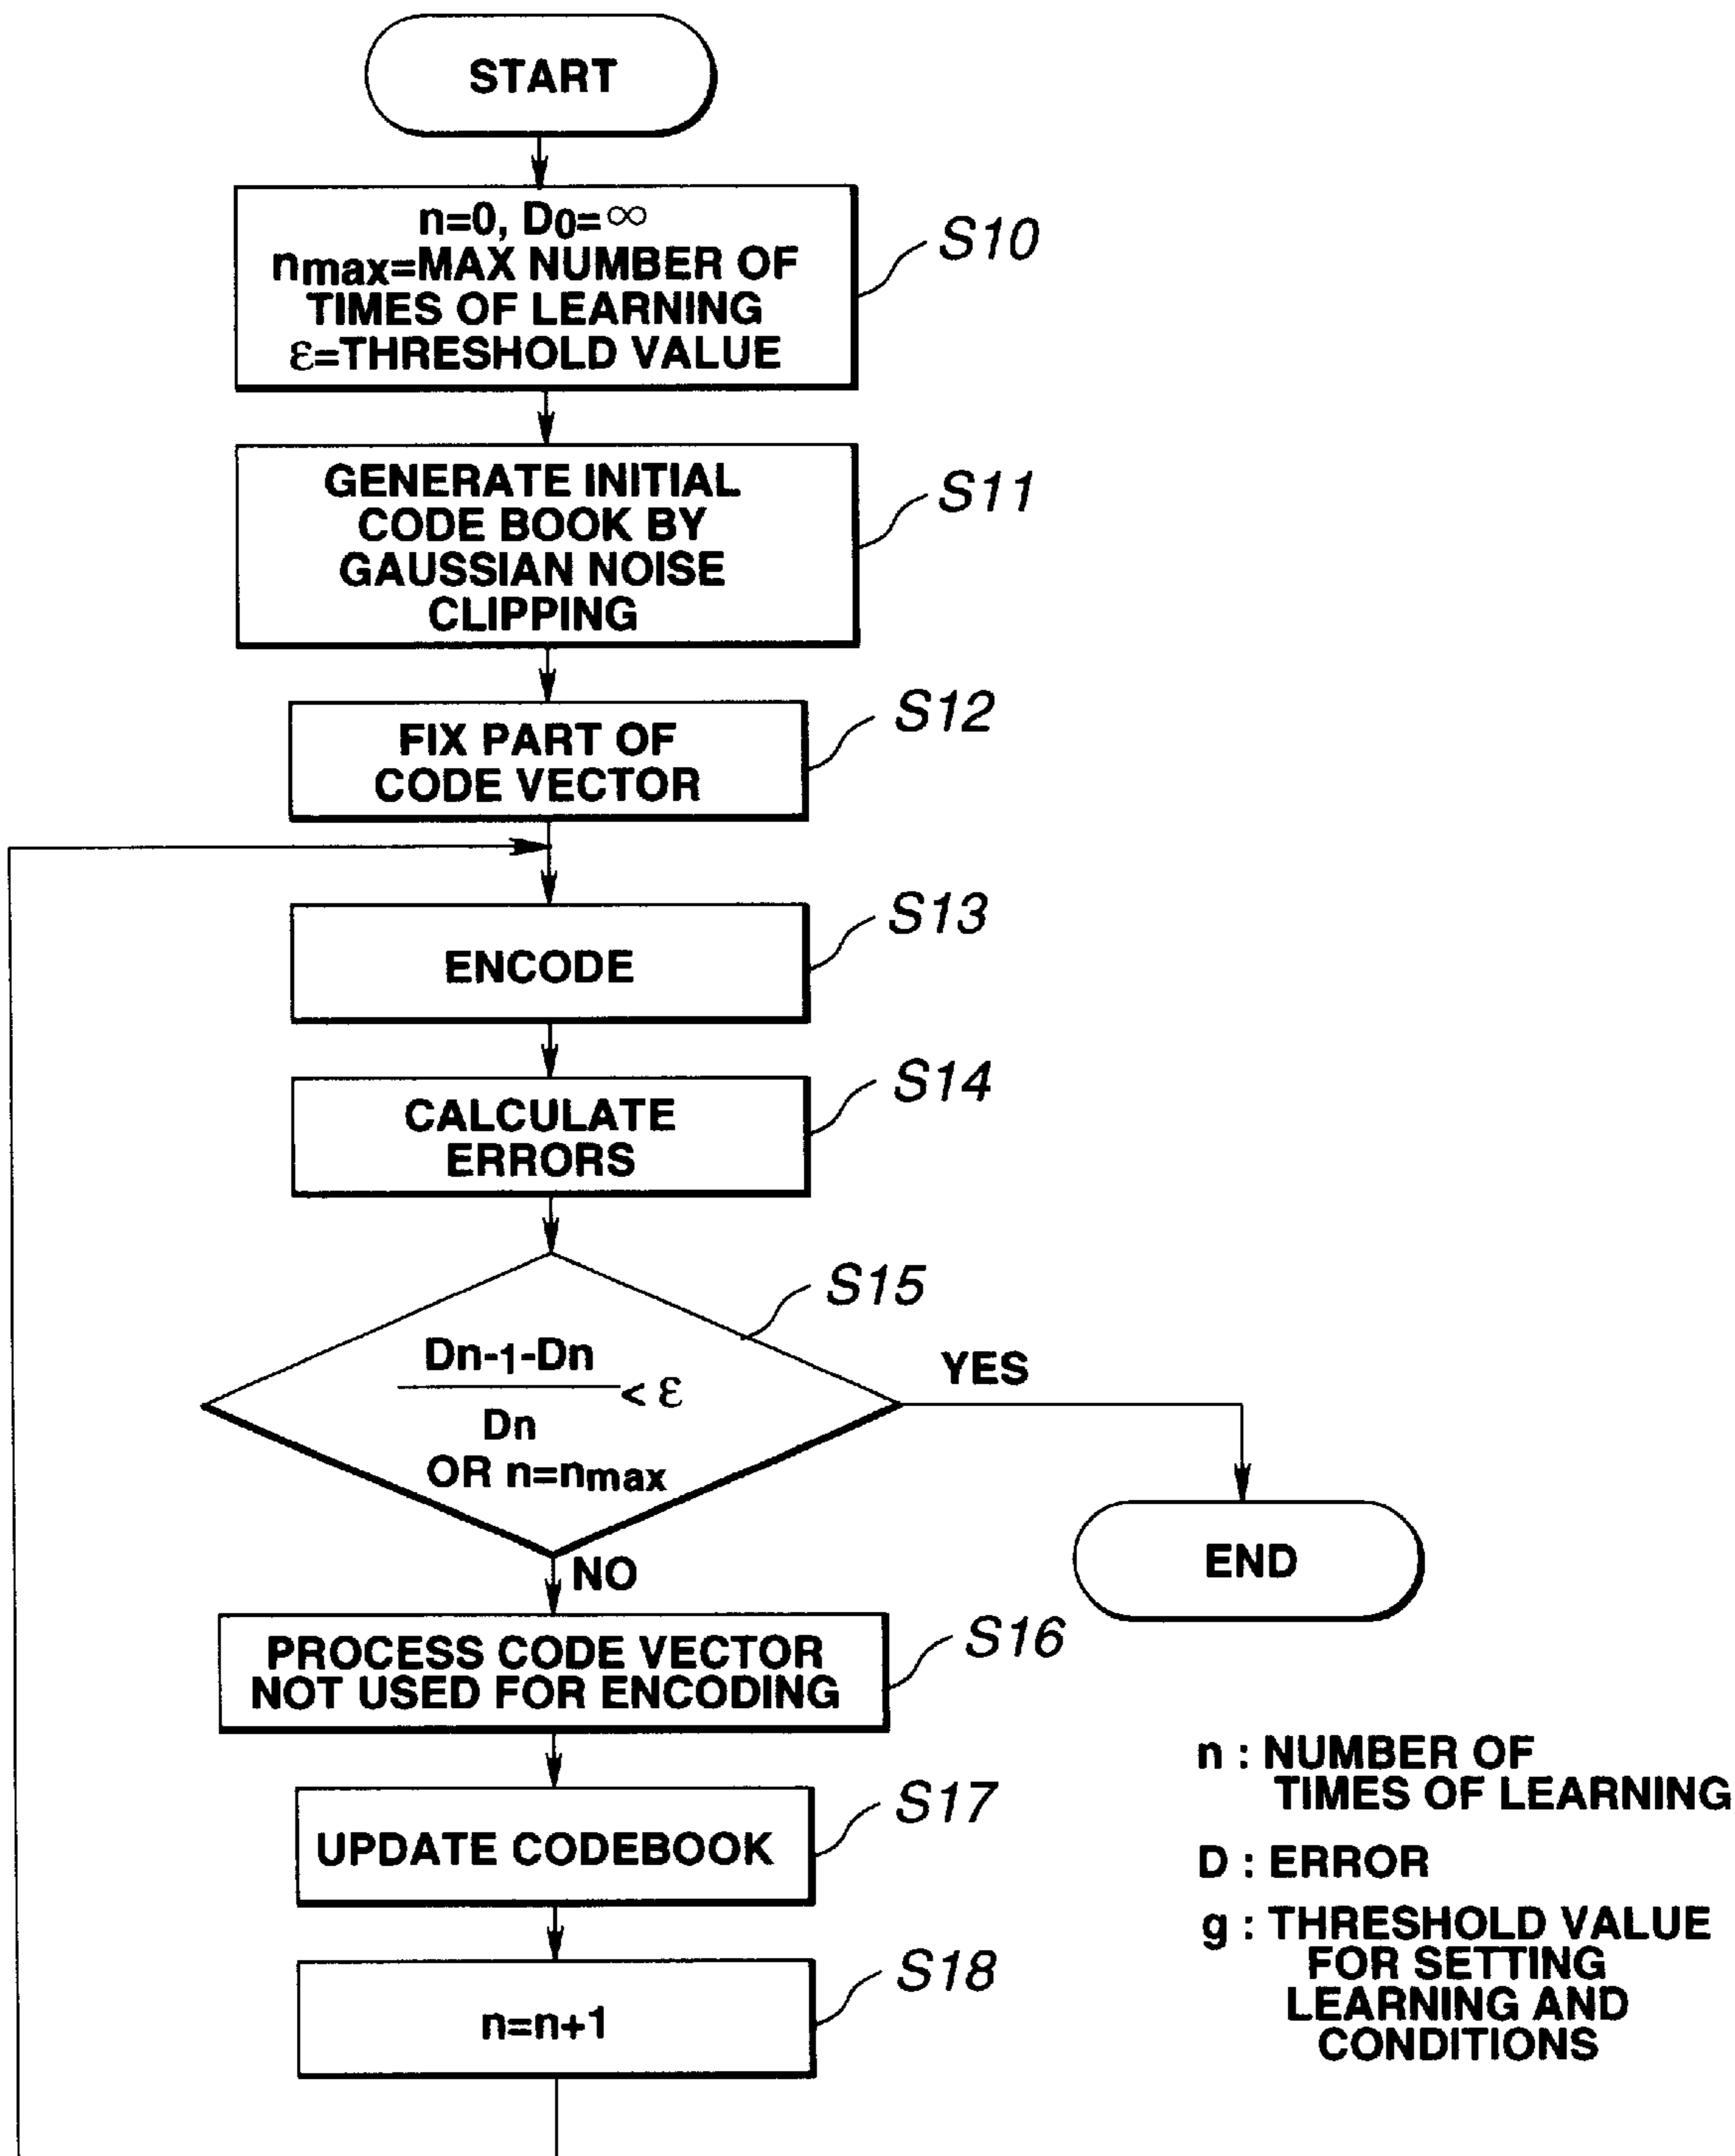 START
n=0, D0=∞
nmax=MAX NUMBER OF
TIMES OF LEARNING
ε=THRESHOLD VALUE
S10
GENERATE INITIAL
CODE BOOK BY
GAUSSIAN NOISE
CLIPPING
S11
FIX PART OF
CODE VECTOR
S12
ENCODE
S13
CALCULATE
ERRORS
S14
Dn-1-Dn
< ε
Dn
OR n=nmax
S15
YES
END
NO
PROCESS CODE VECTOR
NOT USED FOR ENCODING
S16
UPDATE CODEBOOK
S17
n=n+1
S18
n : NUMBER OF
TIMES OF LEARNING
D : ERROR
g : THRESHOLD VALUE
FOR SETTING
LEARNING AND
CONDITIONS